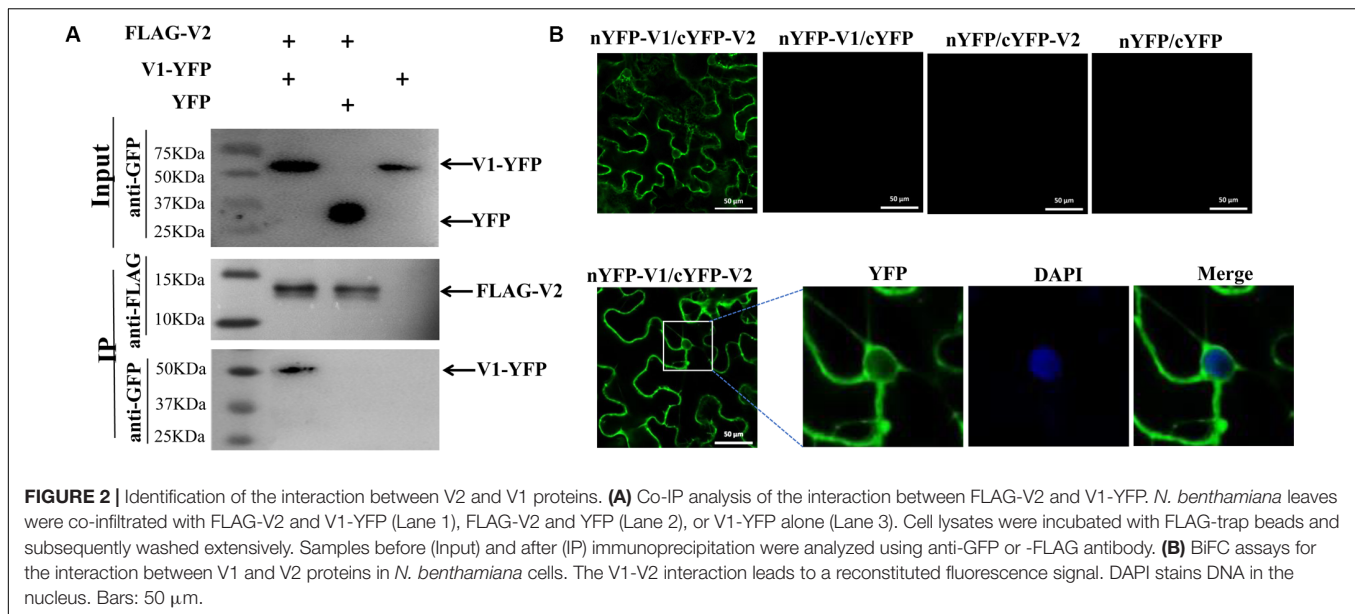 A
FLAG-V2 + +
V1-YFP + +
YFP +
Input
anti-GFP
75KDa
50KDa
37KDa
25KDa
V1-YFP
YFP
IP
anti-FLAG
15KDa
10KDa
FLAG-V2
anti-GFP
50KDa
37KDa
25KDa
V1-YFP
B
nYFP-V1/cYFP-V2 nYFP-V1/cYFP nYFP/cYFP-V2 nYFP/cYFP
50 μm 50 μm 50 μm 50 μm
nYFP-V1/cYFP-V2 YFP DAPI Merge
50 μm
FIGURE 2 | Identification of the interaction between V2 and V1 proteins. (A) Co-IP analysis of the interaction between FLAG-V2 and V1-YFP. N. benthamiana leaves
were co-infiltrated with FLAG-V2 and V1-YFP (Lane 1), FLAG-V2 and YFP (Lane 2), or V1-YFP alone (Lane 3). Cell lysates were incubated with FLAG-trap beads and
subsequently washed extensively. Samples before (Input) and after (IP) immunoprecipitation were analyzed using anti-GFP or -FLAG antibody. (B) BiFC assays for
the interaction between V1 and V2 proteins in N. benthamiana cells. The V1-V2 interaction leads to a reconstituted fluorescence signal. DAPI stains DNA in the
nucleus. Bars: 50 μm.